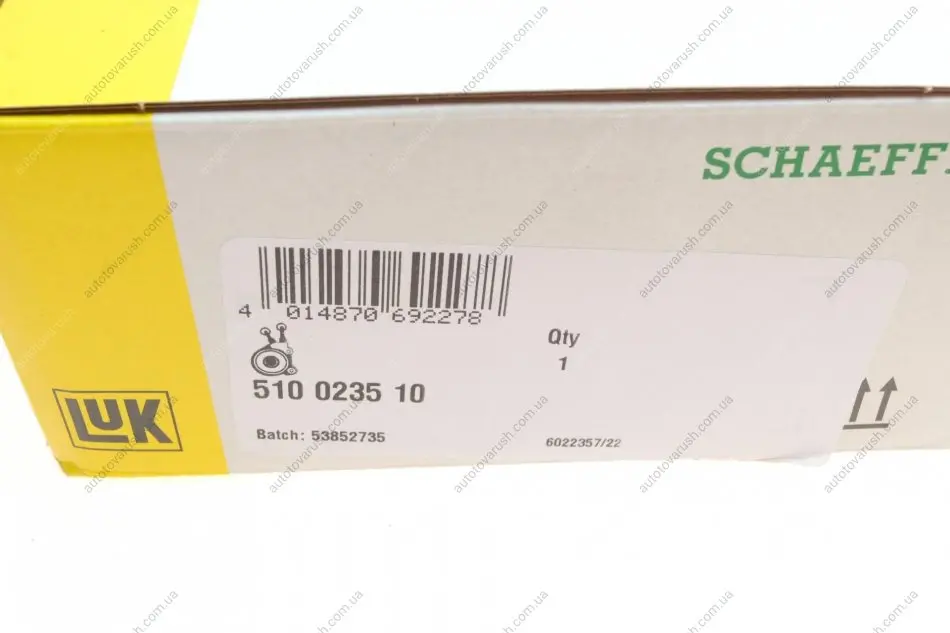 SCHAEFF
4 014870 692278
Qty
1
510 0235 10
LUK
Batch: 53852735
6022357/22
autotovarush.com.ua